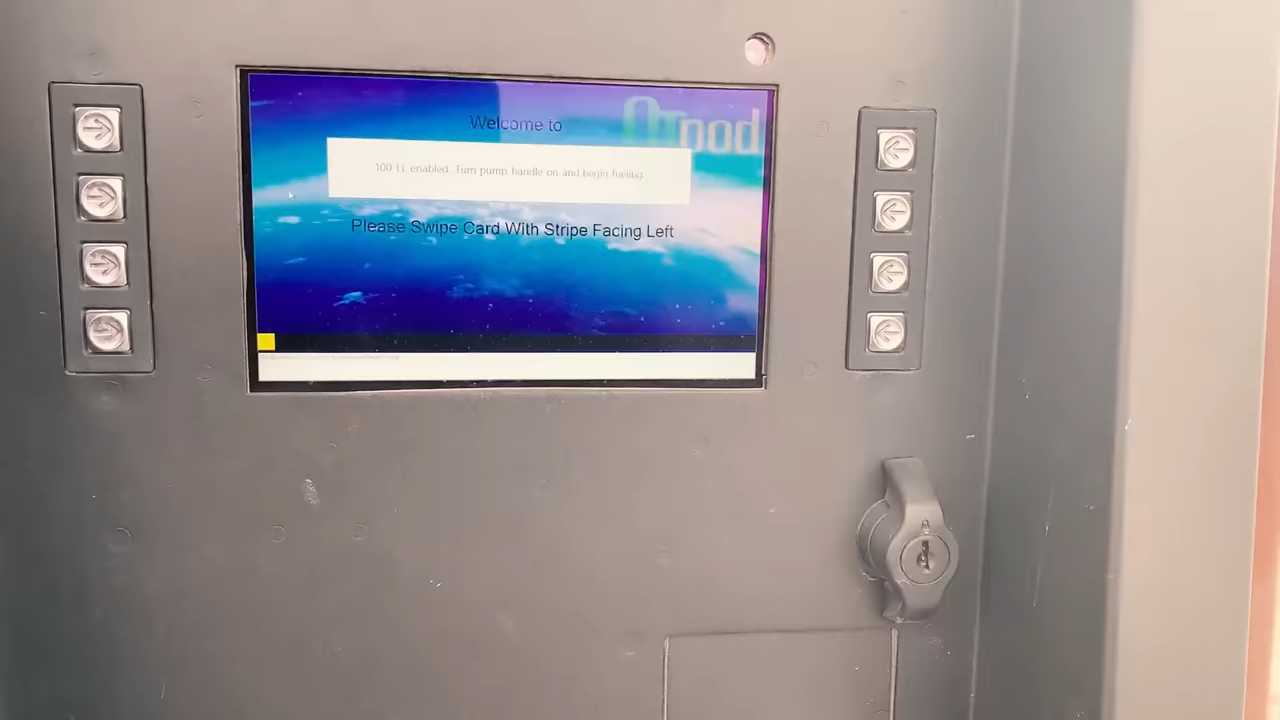 Welcome to
QTpod
100 LL enabled. Turn pump handle on and begin fueling.
Please Swipe Card With Stripe Facing Left